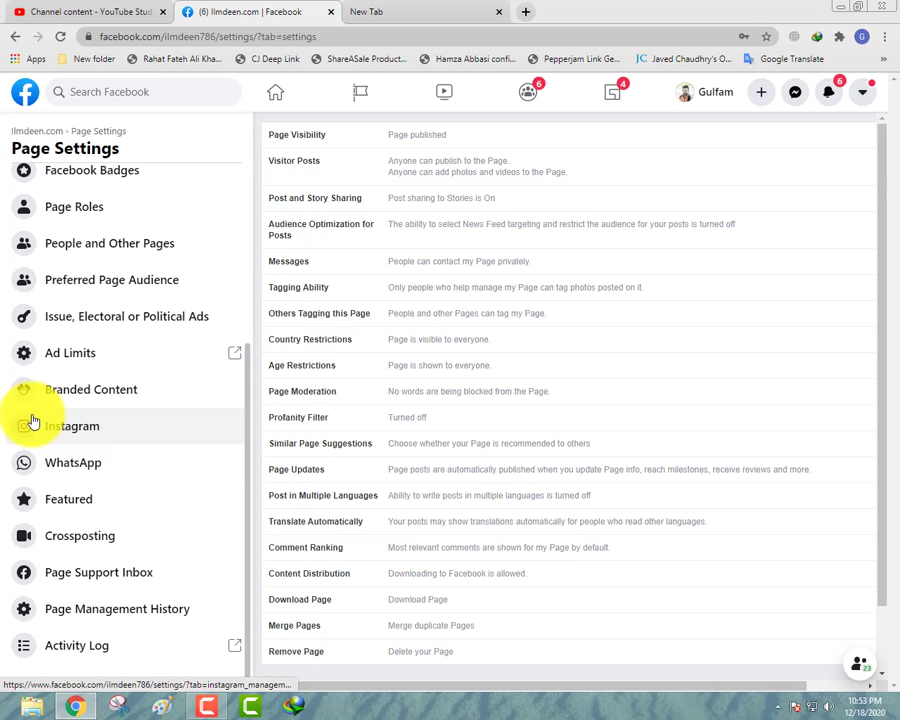 Channel content - YouTube Stud
(6) Ilmdeen.com | Facebook
New Tab
facebook.com/ilmdeen786/settings/?tab=settings
G
Apps
New folder
Rahat Fateh Ali Kha...
CJ Deep Link
ShareASale Product...
Hamza Abbasi confi...
Pepperjam Link Ge...
JC Javed Chaudhry's O...
Google Translate
Search Facebook
6
4
Gulfam
6
Ilmdeen.com › Page Settings
Page Settings
Facebook Badges
Page Roles
People and Other Pages
Preferred Page Audience
Issue, Electoral or Political Ads
Ad Limits
Branded Content
Instagram
WhatsApp
Featured
Crossposting
Page Support Inbox
Page Management History
Activity Log
Page Visibility Page published
Visitor Posts Anyone can publish to the Page.
Anyone can add photos and videos to the Page.
Post and Story Sharing Post sharing to Stories is On
Audience Optimization for The ability to select News Feed targeting and restrict the audience for your posts is turned off
Posts
Messages People can contact my Page privately.
Tagging Ability Only people who help manage my Page can tag photos posted on it.
Others Tagging this Page People and other Pages can tag my Page.
Country Restrictions Page is visible to everyone.
Age Restrictions Page is shown to everyone.
Page Moderation No words are being blocked from the Page.
Profanity Filter Turned off
Similar Page Suggestions Choose whether your Page is recommended to others
Page Updates Page posts are automatically published when you update Page info, reach milestones, receive reviews and more.
Post in Multiple Languages Ability to write posts in multiple languages is turned off
Translate Automatically Your posts may show translations automatically for people who read other languages.
Comment Ranking Most relevant comments are shown for my Page by default.
Content Distribution Downloading to Facebook is allowed.
Download Page Download Page
Merge Pages Merge duplicate Pages
Remove Page Delete your Page
23
https://www.facebook.com/ilmdeen786/settings/?tab=instagram_managem...
10:53 PM
12/18/2020